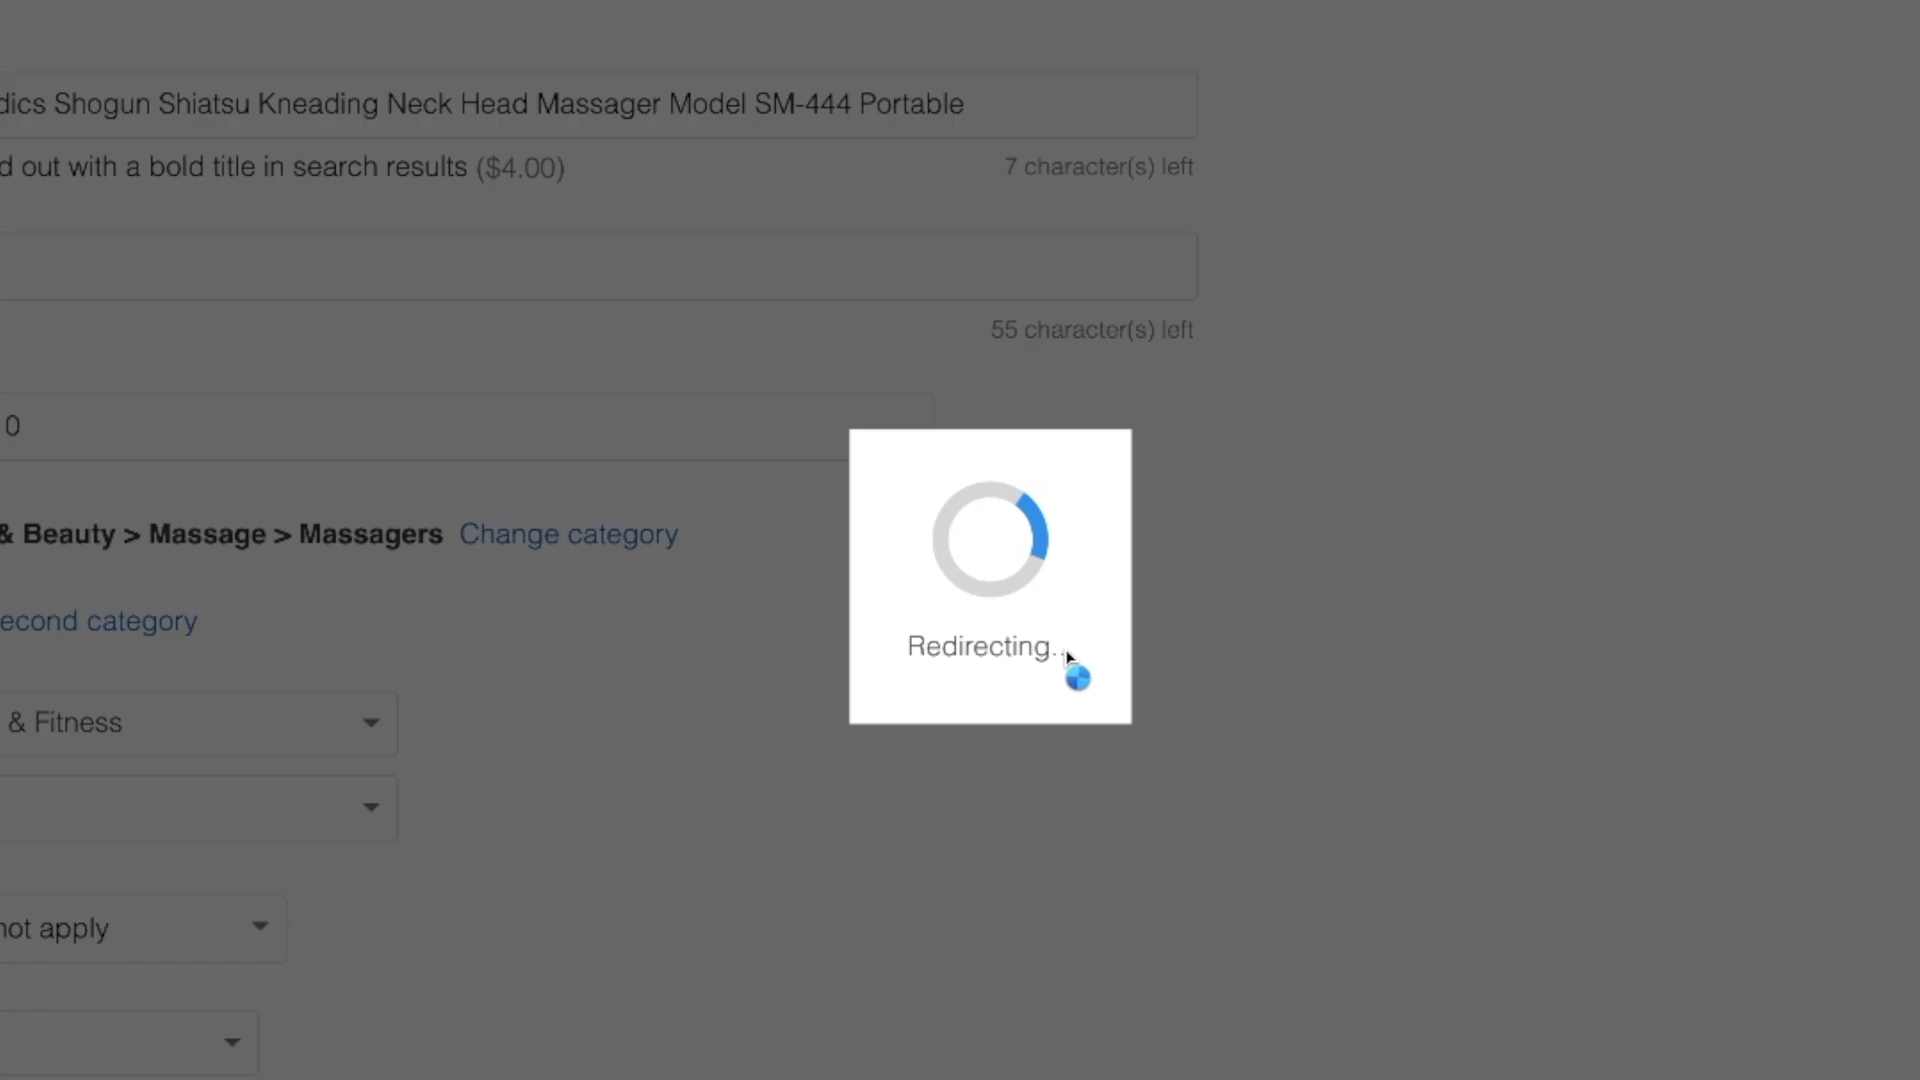 dics Shogun Shiatsu Kneading Neck Head Massager Model SM-444 Portable
d out with a bold title in search results ($4.00)
7 character(s) left
55 character(s) left
0
& Beauty > Massage > Massagers Change category
econd category
& Fitness
not apply
Redirecting..